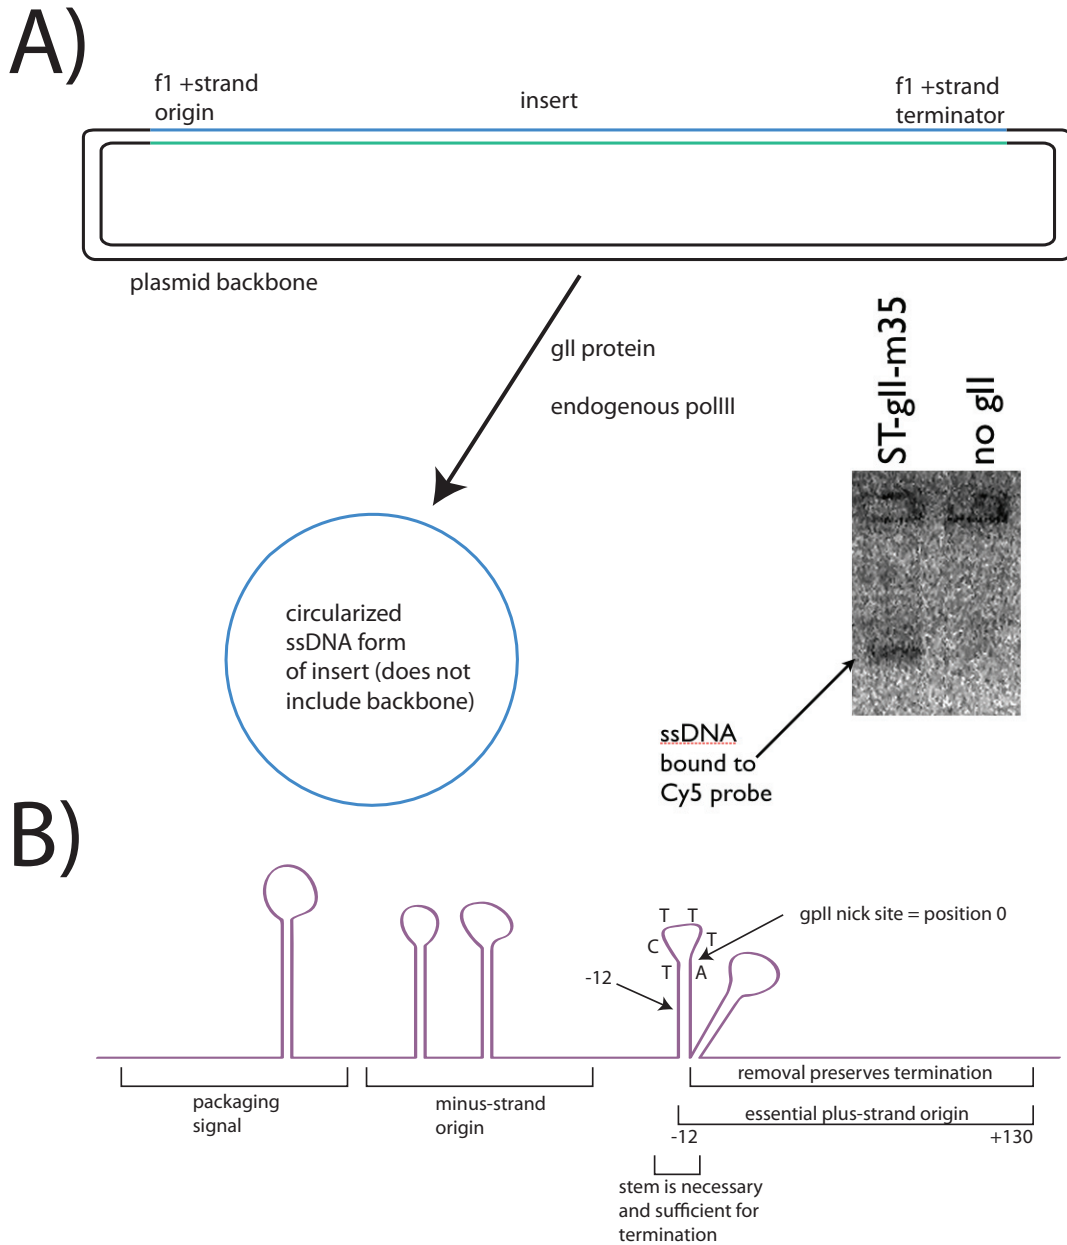 A)
f1 +strand
origin
insert
f1 +strand
terminator
plasmid backbone
gII protein
endogenous polIII
ST-gII-m35
no gII
circularized
ssDNA form
of insert (does not
include backbone)
ssDNA
bound to
Cy5 probe
B)
T T
C T
T A
gpII nick site = position 0
-12
removal preserves termination
packaging
signal
minus-strand
origin
essential plus-strand origin
-12
+130
stem is necessary
and sufficient for
termination